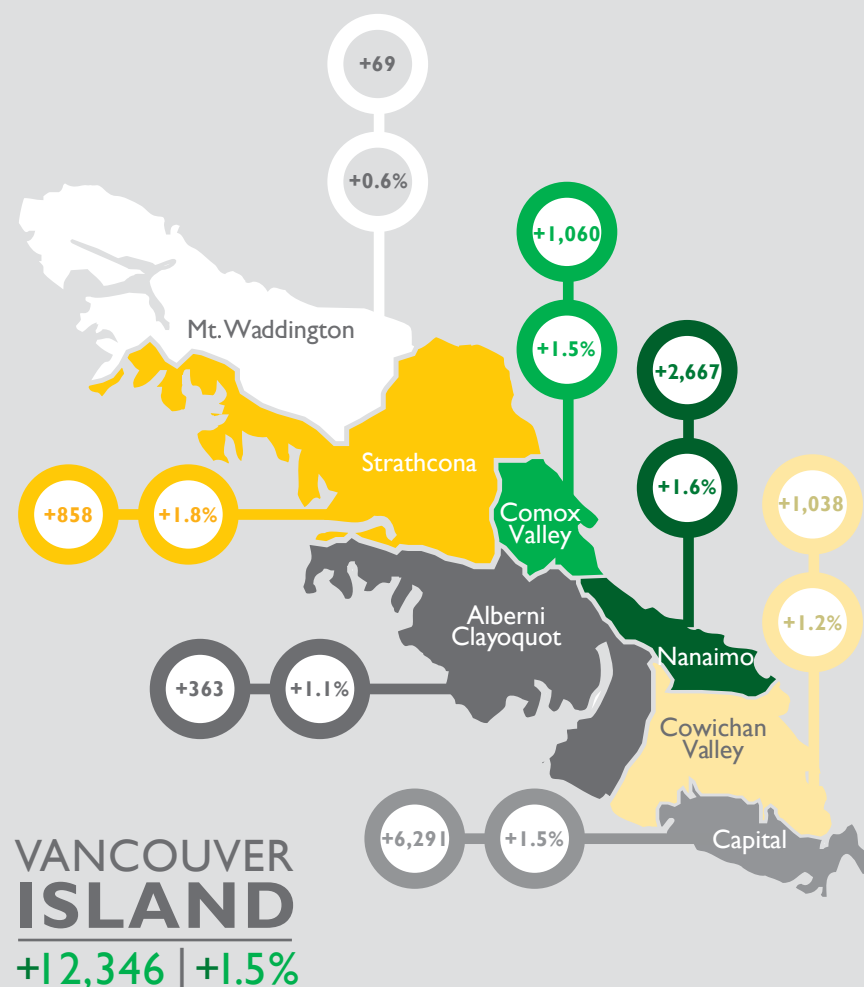 +69
+0.6%
+1,060
+1.5%
Mt. Waddington
+2,667
+1.6%
Strathcona
+858
+1.8%
Comox
Valley
+1,038
+1.2%
Alberni
Clayoquot
Nanaimo
+363
+1.1%
Cowichan
Valley
+6,291
+1.5%
Capital
VANCOUVER
ISLAND
+12,346 | +1.5%